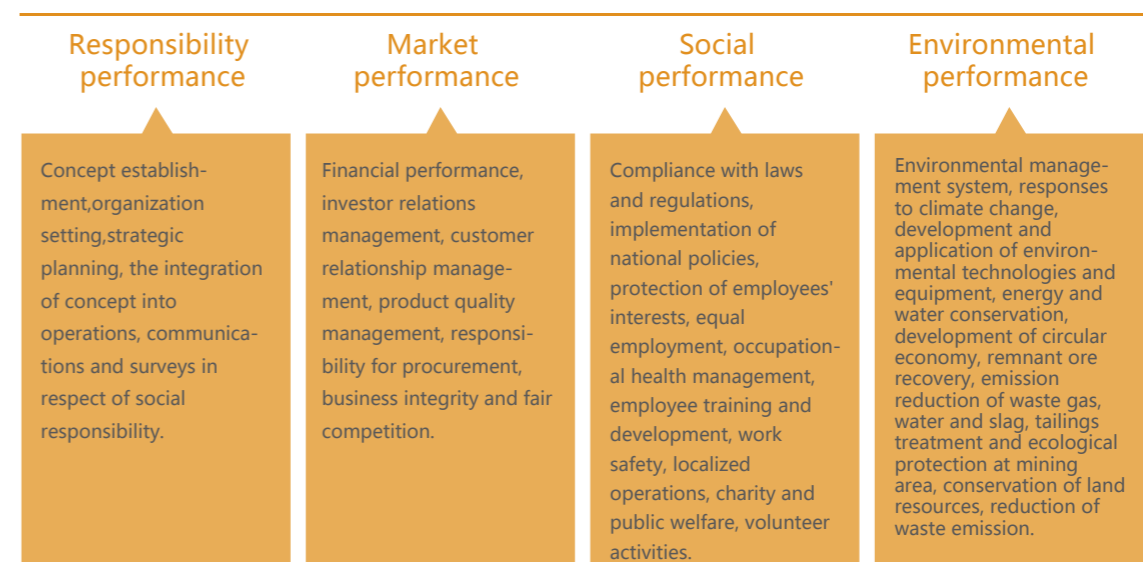 Responsibility
performance
Concept establish-
ment,organization
setting,strategic
planning, the integration
of concept into
operations, communica-
tions and surveys in
respect of social
responsibility.
Market
performance
Financial performance,
investor relations
management, customer
relationship manage-
ment, product quality
management, responsi-
bility for procurement,
business integrity and fair
competition.
Social
performance
Compliance with laws
and regulations,
implementation of
national policies,
protection of employees'
interests, equal
employment, occupation-
al health management,
employee training and
development, work
safety, localized
operations, charity and
public welfare, volunteer
activities.
Environmental
performance
Environmental manage-
ment system, responses
to climate change,
development and
application of environ-
mental technologies and
equipment, energy and
water conservation,
development of circular
economy, remnant ore
recovery, emission
reduction of waste gas,
water and slag, tailings
treatment and ecological
protection at mining
area, conservation of land
resources, reduction of
waste emission.